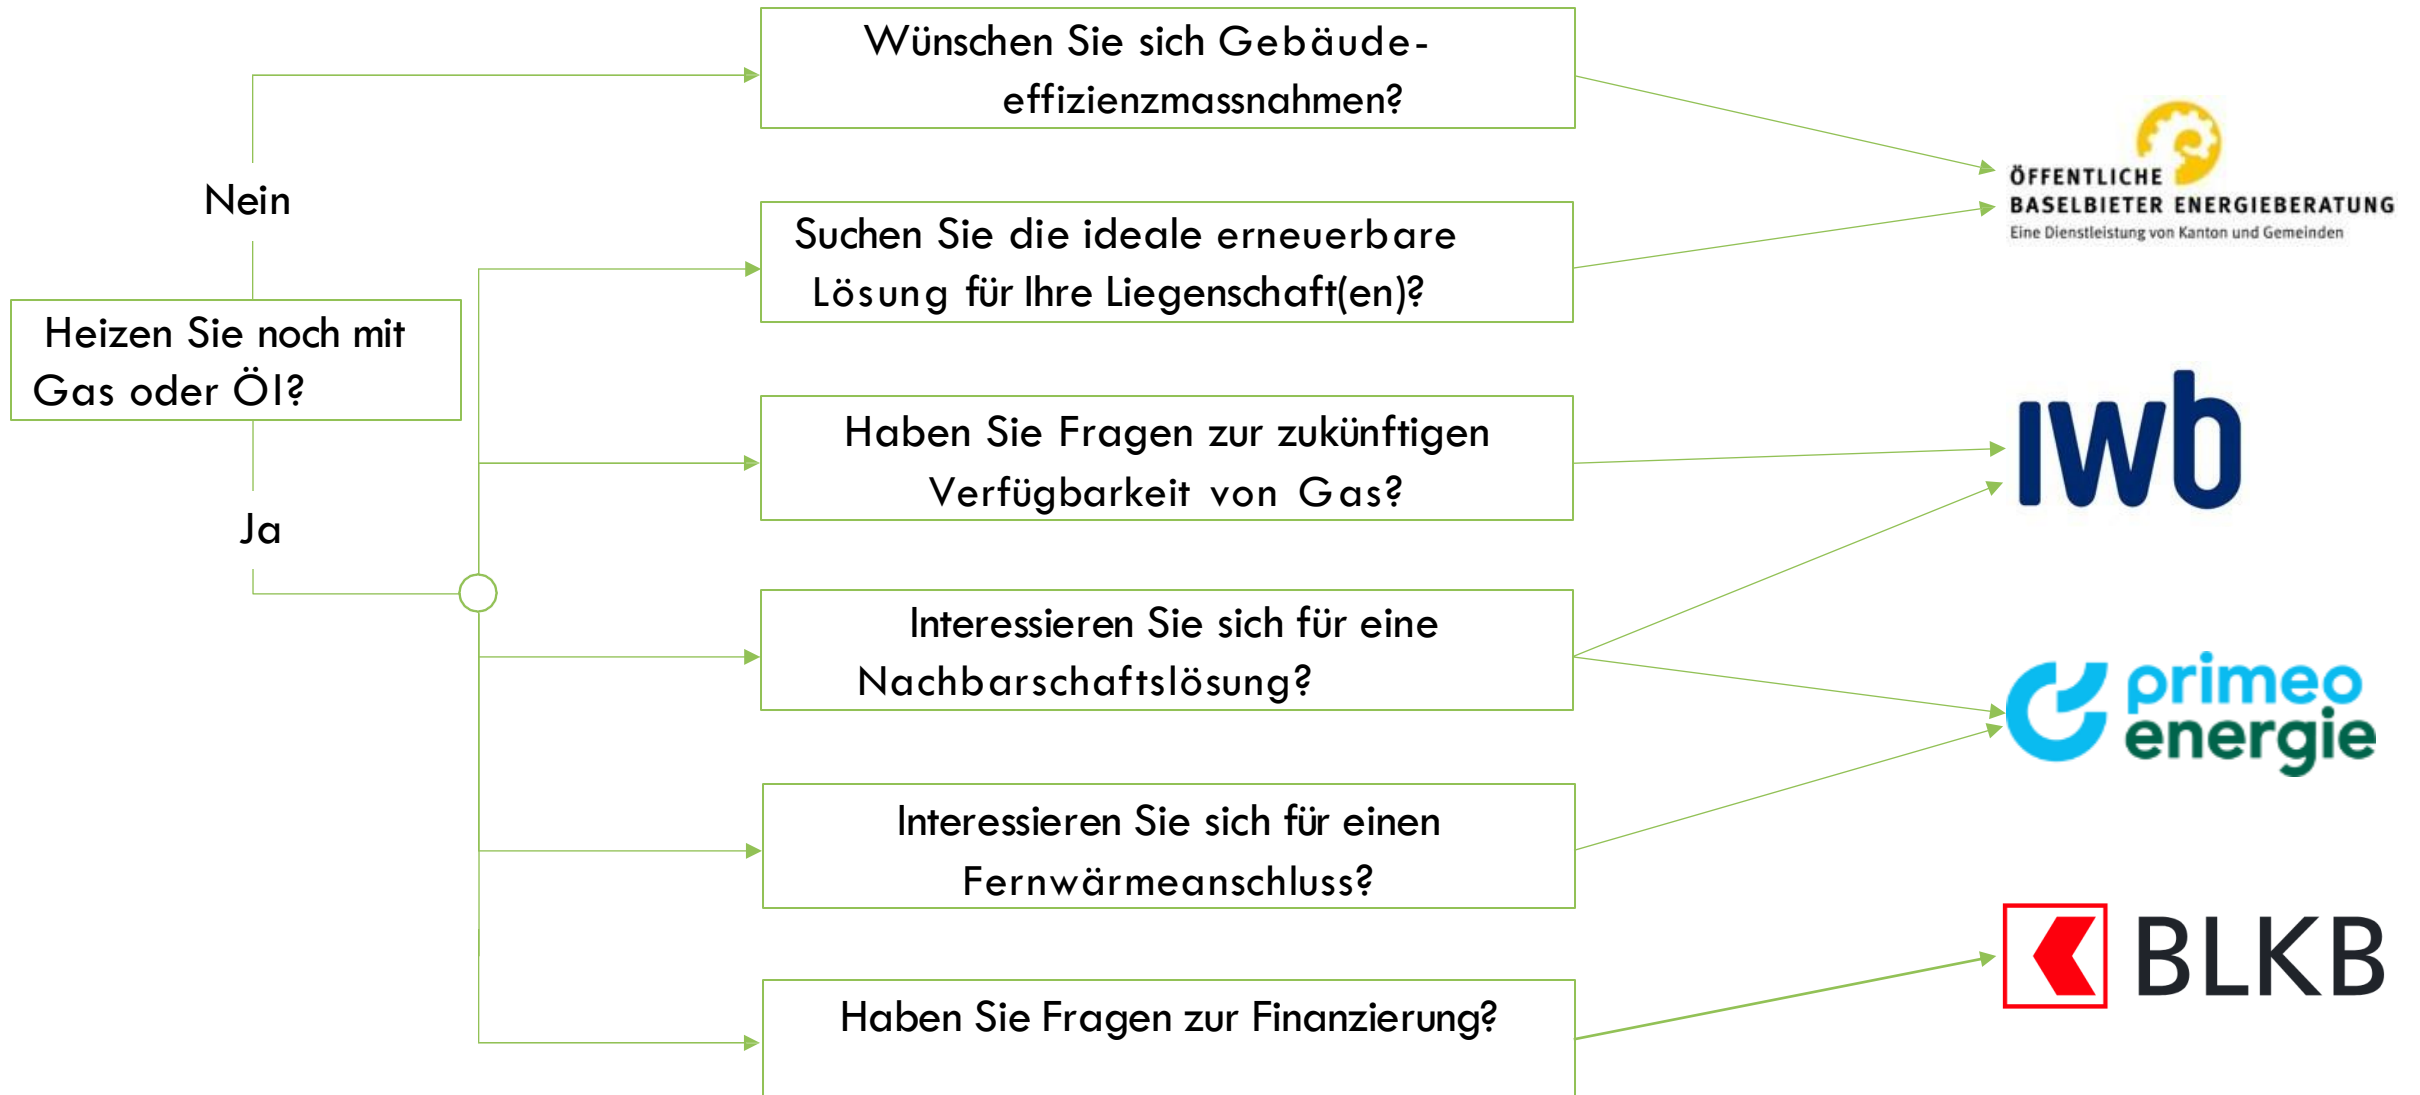 Wünschen Sie sich Gebäude-
effizienzmassnahmen?
Nein
Suchen Sie die ideale erneuerbare
Lösung für Ihre Liegenschaft(en)?
Heizen Sie noch mit
Gas oder Öl?
Haben Sie Fragen zur zukünftigen
Verfügbarkeit von Gas?
Ja
Interessieren Sie sich für eine
Nachbarschaftslösung?
Interessieren Sie sich für einen
Fernwärmeanschluss?
Haben Sie Fragen zur Finanzierung?
ÖFFENTLICHE
BASELBIETER ENERGIEBERATUNG
Eine Dienstleistung von Kanton und Gemeinden
iwb
primeo
energie
BLKB